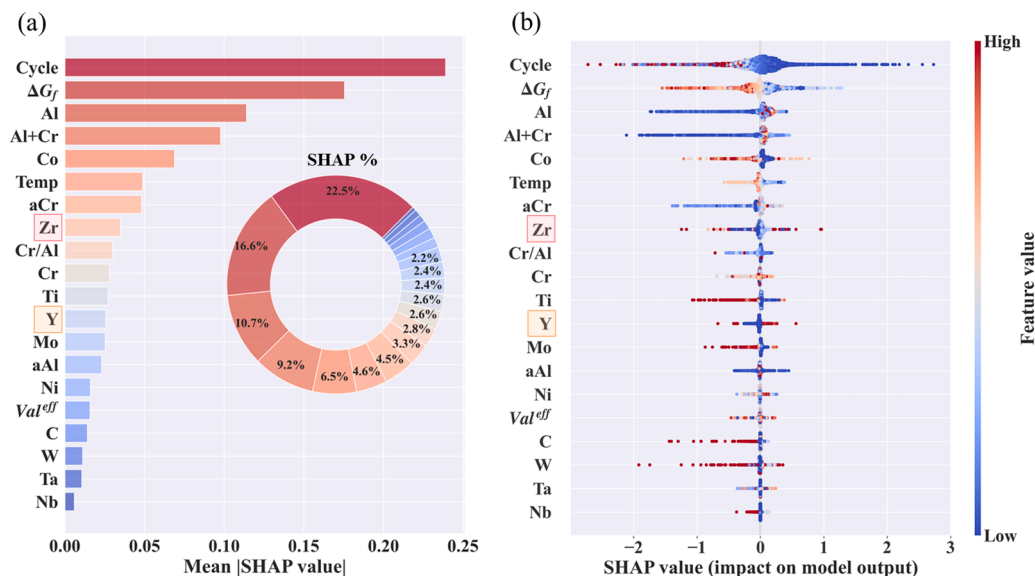 (a)
Cycle
ΔG_f
Al
Al+Cr
Co
Temp
aCr
Zr
Cr/Al
Cr
Ti
Y
Mo
aAl
Ni
Val^eff
C
W
Ta
Nb
0.00 0.05 0.10 0.15 0.20 0.25
Mean |SHAP value|
SHAP %
22.5%
16.6%
10.7%
9.2%
6.5%
4.6%
4.5%
3.3%
2.8%
2.6%
2.6%
2.4%
2.4%
2.2%
(b)
Cycle
ΔG_f
Al
Al+Cr
Co
Temp
aCr
Zr
Cr/Al
Cr
Ti
Y
Mo
aAl
Ni
Val^eff
C
W
Ta
Nb
−2 −1 0 1 2 3
SHAP value (impact on model output)
High
Feature value
Low